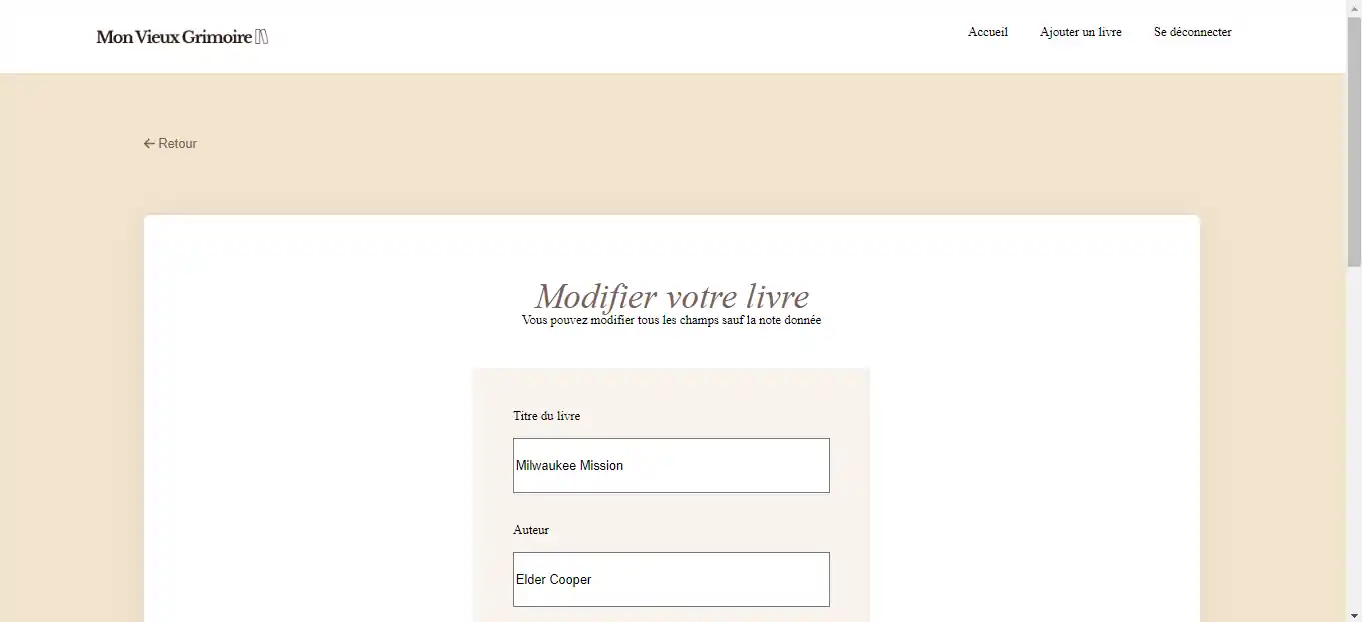 Mon Vieux Grimoire
Accueil
Ajouter un livre
Se déconnecter
← Retour
Modifier votre livre
Vous pouvez modifier tous les champs sauf la note donnée
Titre du livre
Milwaukee Mission
Auteur
Elder Cooper